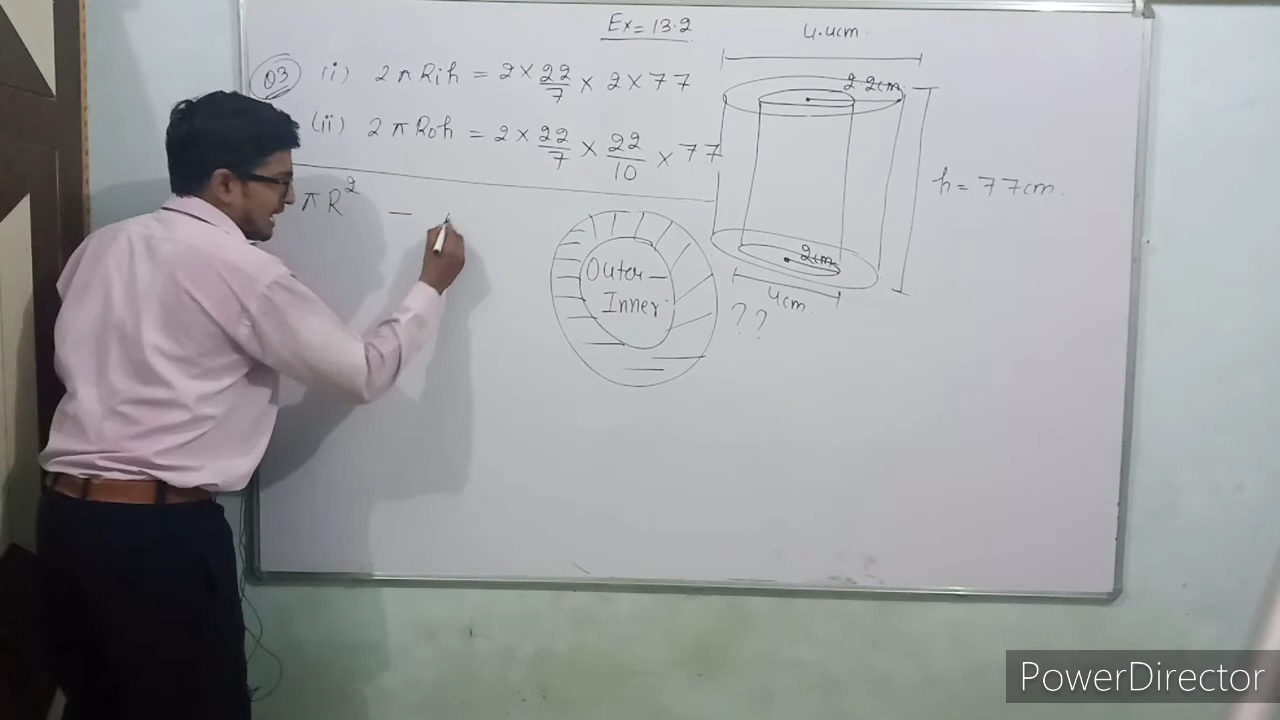 Ex= 13.2
Q3 (i) 2πRih = 2 × 22/7 × 2 × 77
(ii) 2πRoh = 2 × 22/7 × 22/10 × 77
πR² —
Outer —
Inner
4.4cm
2.2cm
h = 77cm.
2cm
4cm.
??
PowerDirector